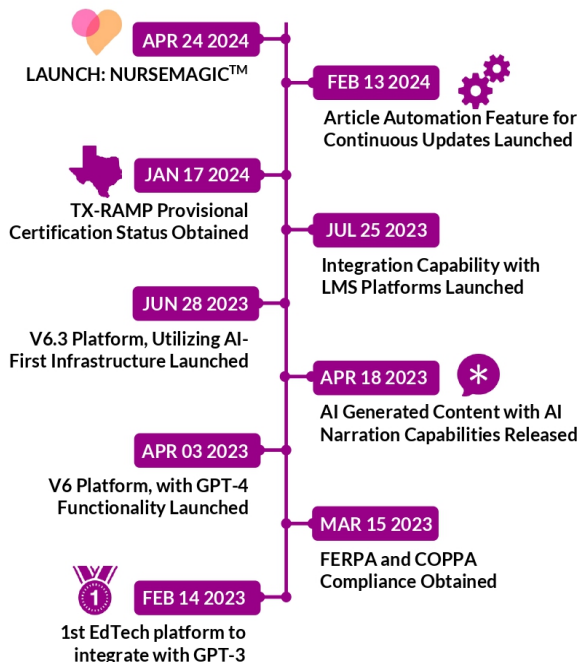 APR 24 2024
LAUNCH: NURSEMAGIC™
FEB 13 2024
Article Automation Feature for
Continuous Updates Launched
JAN 17 2024
TX-RAMP Provisional
Certification Status Obtained
JUL 25 2023
Integration Capability with
LMS Platforms Launched
JUN 28 2023
V6.3 Platform, Utilizing AI-
First Infrastructure Launched
APR 18 2023
AI Generated Content with AI
Narration Capabilities Released
APR 03 2023
V6 Platform, with GPT-4
Functionality Launched
MAR 15 2023
FERPA and COPPA
Compliance Obtained
1
FEB 14 2023
1st EdTech platform to
integrate with GPT-3